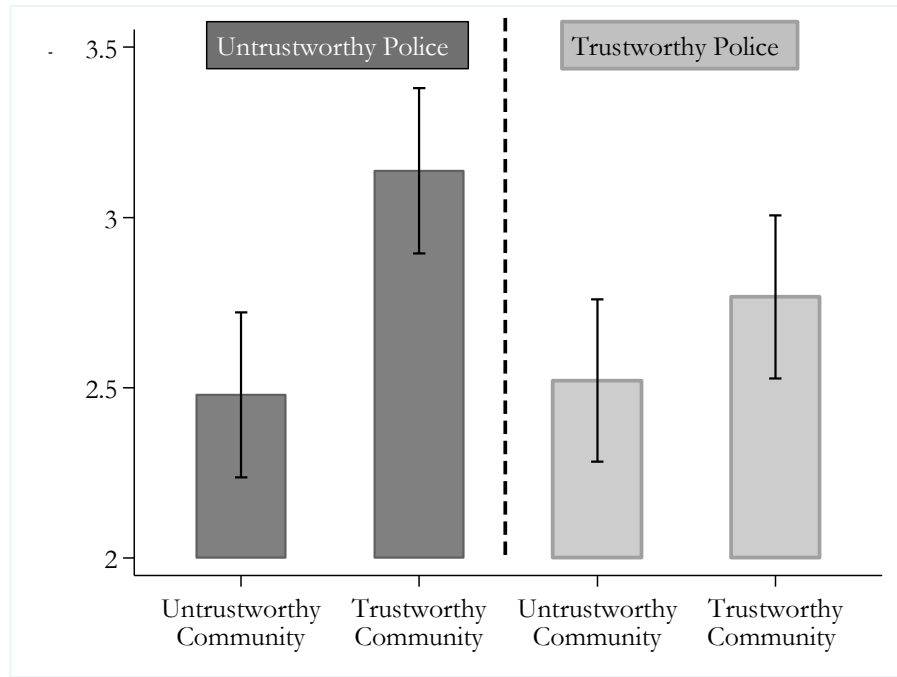 -
3.5
Untrustworthy Police
Trustworthy Police
3
2.5
2
Untrustworthy
Community
Trustworthy
Community
Untrustworthy
Community
Trustworthy
Community